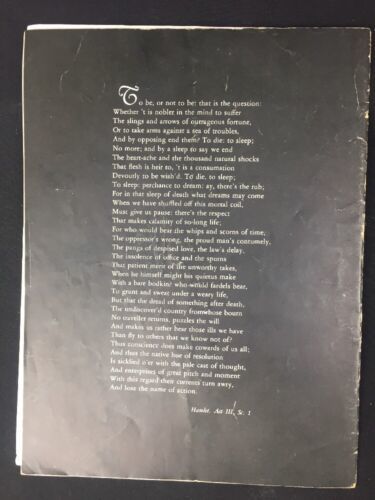 To be, or not to be: that is the question:
Whether 't is nobler in the mind to suffer
The slings and arrows of outrageous fortune,
Or to take arms against a sea of troubles,
And by opposing end them? To die: to sleep;
No more; and by a sleep to say we end
The heart-ache and the thousand natural shocks
That flesh is heir to, 't is a consumation
Devoutly to be wish'd. To die, to sleep;
To sleep: perchance to dream: ay, there's the rub;
For in that sleep of death what dreams may come
When we have shuffled off this mortal coil,
Must give us pause: there's the respect
That makes calamity of so-long life;
For who would bear the whips and scorns of time,
The oppressor's wrong, the proud man's contumely,
The pangs of despised love, the law's delay,
The insolence of office and the spurns
That patient merit of the unworthy takes,
When he himself might his quietus make
With a bare bodkin? who would fardels bear,
To grunt and sweat under a weary life,
But that the dread of something after death,
The undiscover'd country from whose bourn
No traveller returns, puzzles the will
And makes us rather bear those ills we have
Than fly to others that we know not of?
Thus conscience does make cowards of us all;
And thus the native hue of resolution
Is sicklied o'er with the pale cast of thought,
And enterprises of great pitch and moment
With this regard their currents turn awry,
And lose the name of action.
Hamlet. Act III, Sc. 1